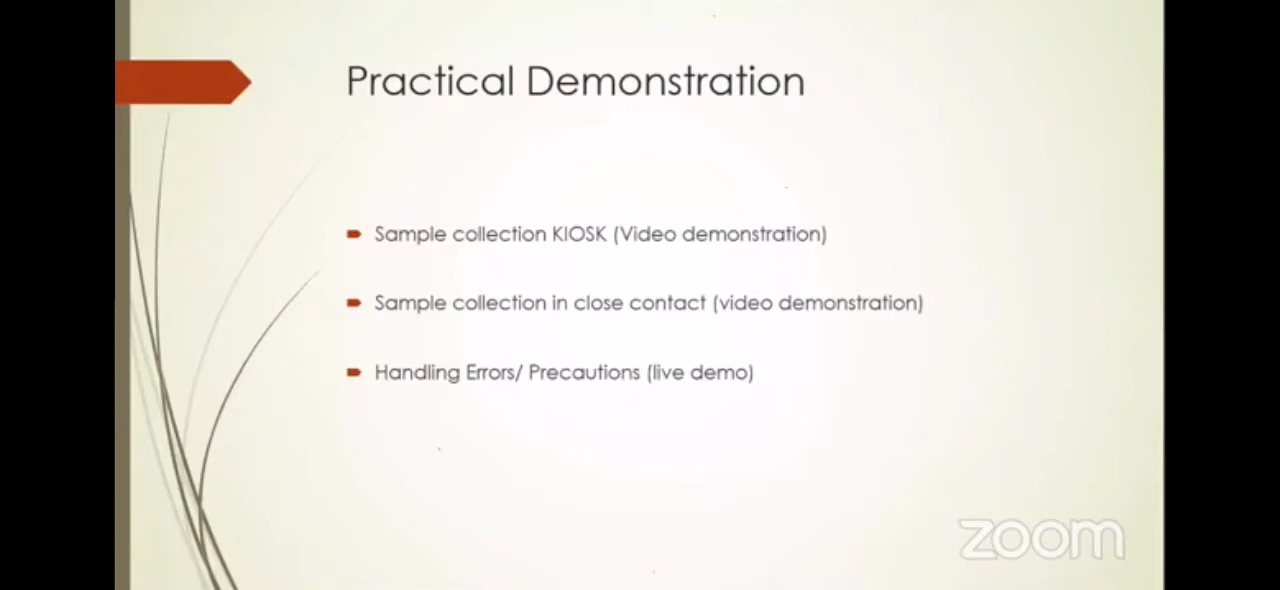 Practical Demonstration
Sample collection KIOSK (Video demonstration)
Sample collection in close contact (video demonstration)
Handling Errors/ Precautions (live demo)
zoom